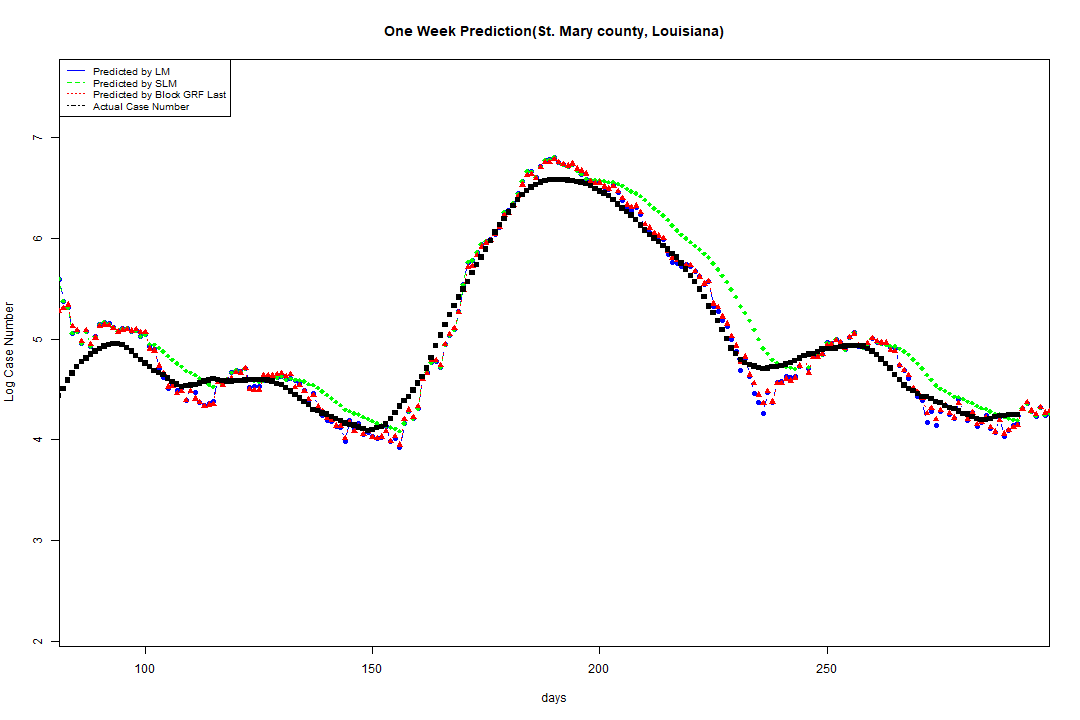 One Week Prediction(St. Mary county, Louisiana)
Predicted by LM
Predicted by SLM
Predicted by Block GRF Last
Actual Case Number
Log Case Number
7
6
5
4
3
2
100 150 200 250
days